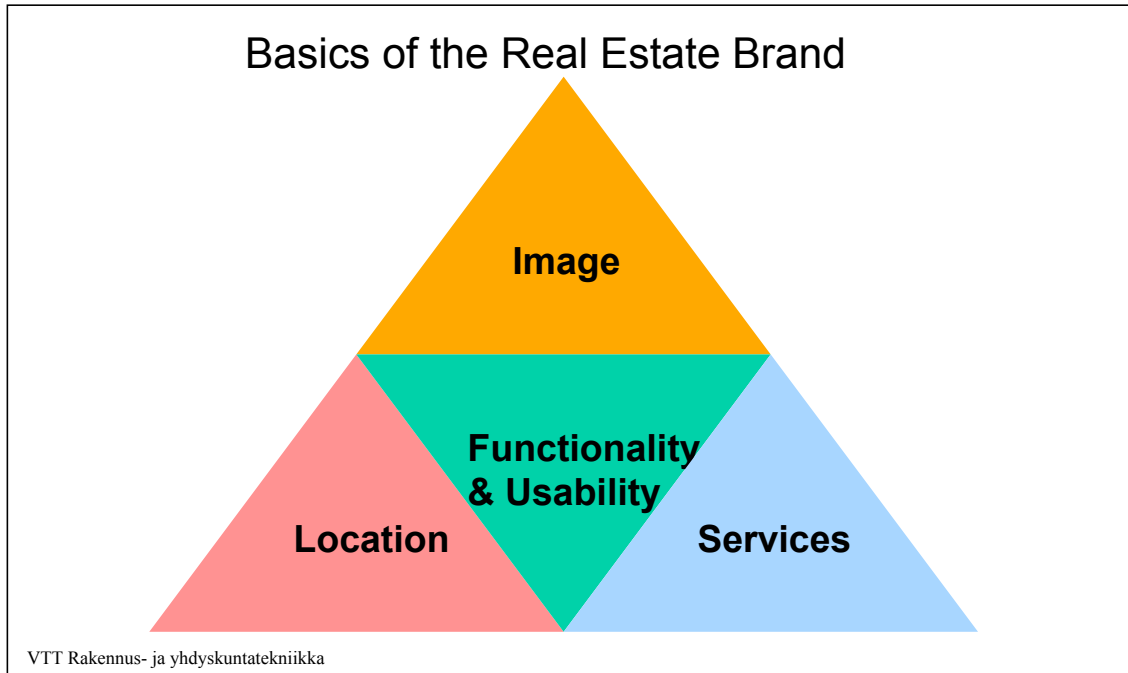 Basics of the Real Estate Brand
Image
Functionality
& Usability
Location
Services
VTT Rakennus- ja yhdyskuntatekniikka